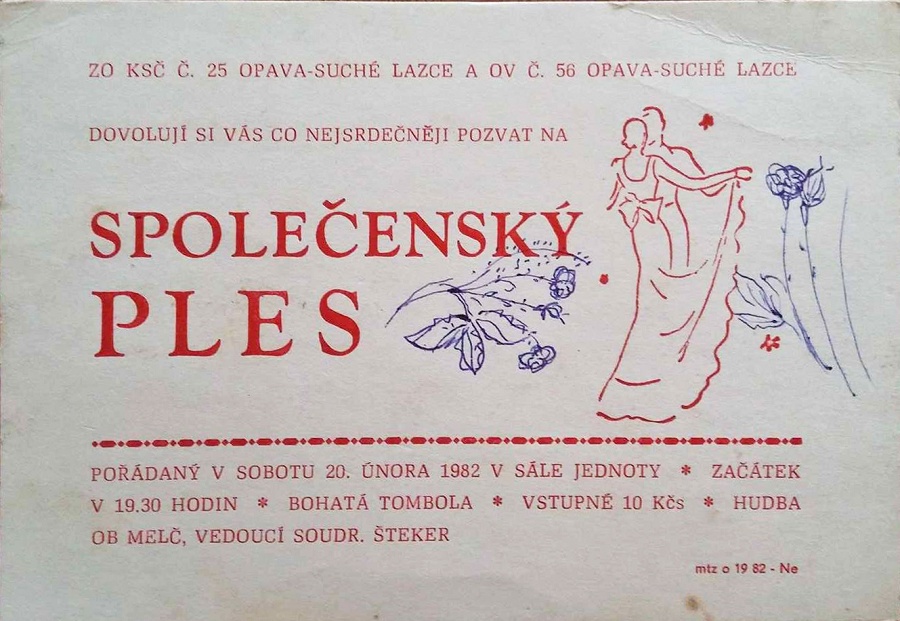 ZO KSČ Č. 25 OPAVA-SUCHÉ LAZCE A OV Č. 56 OPAVA-SUCHÉ LAZCE
DOVOLUJÍ SI VÁS CO NEJSRDEČNĚJI POZVAT NA
SPOLEČENSKÝ
PLES
POŘÁDANÝ V SOBOTU 20. ÚNORA 1982 V SÁLE JEDNOTY * ZAČÁTEK
V 19.30 HODIN * BOHATÁ TOMBOLA * VSTUPNÉ 10 KČs * HUDBA
OB MELČ, VEDOUCÍ SOUDR. ŠTEKER
mtz o 19 82 - Ne